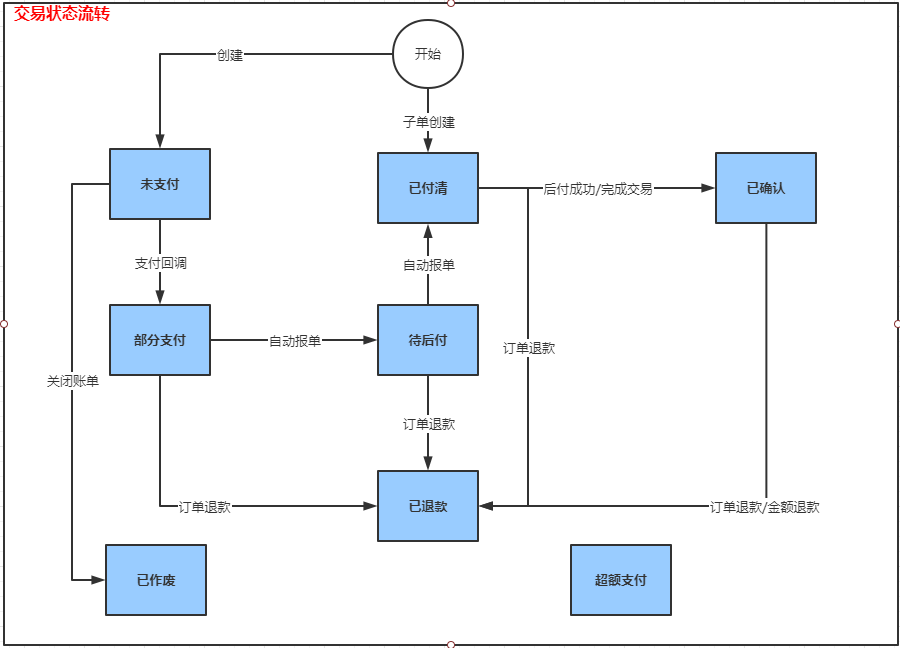 交易状态流转
开始
创建
子单创建
未支付
已付清
后付成功/完成交易
已确认
支付回调
自动报单
部分支付
自动报单
待后付
订单退款
关闭账单
订单退款
订单退款
已退款
订单退款/金额退款
已作废
超额支付